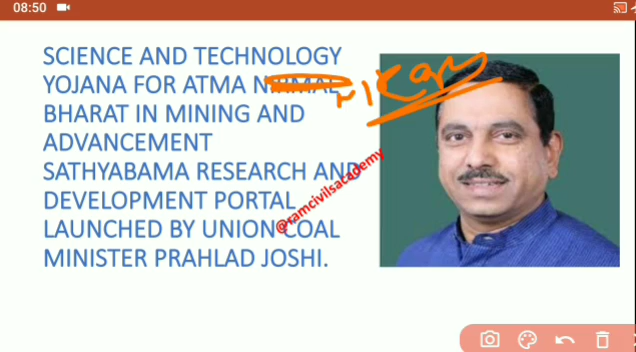 08:50
SCIENCE AND TECHNOLOGY
YOJANA FOR ATMA NIRMAL
BHARAT IN MINING AND
ADVANCEMENT
SATHYABAMA RESEARCH AND
DEVELOPMENT PORTAL
LAUNCHED BY UNION COAL
MINISTER PRAHLAD JOSHI.
@ramcivilsacademy